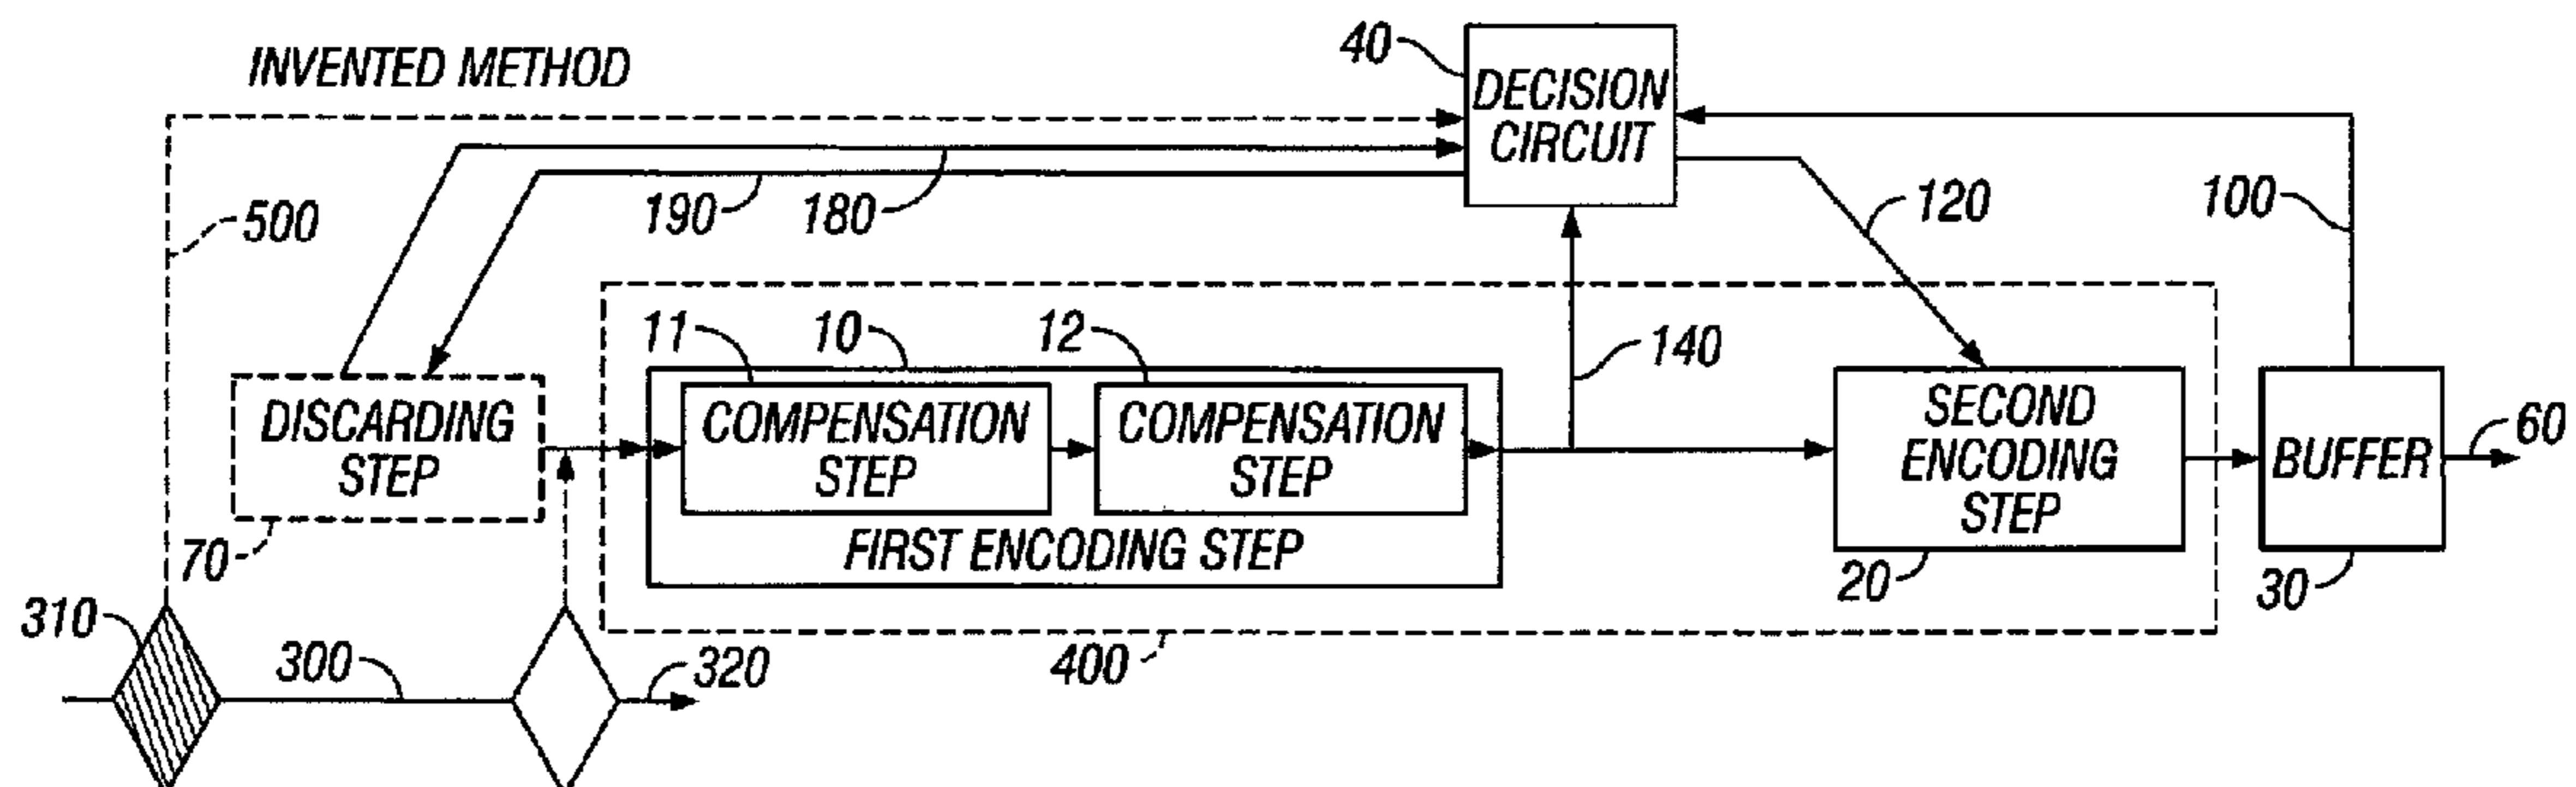 INVENTED METHOD
40
DECISION
CIRCUIT
500
190
180
120
100
11
10
12
140
DISCARDING
STEP
COMPENSATION
STEP
COMPENSATION
STEP
SECOND
ENCODING
STEP
BUFFER
60
FIRST ENCODING STEP
70
20
30
310
300
320
400